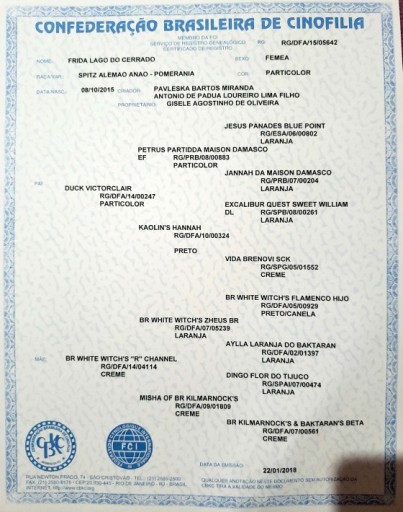 CONFEDERAÇÃO BRASILEIRA DE CINOFILIA
SERVIÇO DE REGISTRO GENEALÓGICO
CERTIFICADO DE REGISTRO
RG: RG/DFA/15/05642
NOME: FRIDA LAGO DO CERRADO SEXO: FEMEA
RAÇA/VAR. SPITZ ALEMAO ANAO - POMERANIA COR. PARTICOLOR
DATA NASC. 08/10/2015 CRIADOR: PAVLESKA BARTOS MIRANDA
ANTONIO DE PADUA LOUREIRO LIMA FILHO
PROPRIETÁRIO: GISELE AGOSTINHO DE OLIVEIRA
JESUS PANADES BLUE POINT
RG/ESA/06/00802
LARANJA
PETRUS PARTIDDA MAISON DAMASCO
EF RG/PRB/08/00883
PARTICOLOR
JANNAH DA MAISON DAMASCO
RG/PRB/07/00204
LARANJA
PAI:
DUCK VICTORCLAIR
RG/DFA/14/00247
PARTICOLOR
EXCALIBUR QUEST SWEET WILLIAM
DL RG/SPB/08/00261
LARANJA
KAOLIN'S HANNAH
RG/DFA/10/00324
PRETO
VIDA BRENOVI SCK
RG/SPG/05/01552
CREME
BR WHITE WITCH'S FLAMENCO HIJO
RG/DFA/05/00929
PRETO/CANELA
BR WHITE WITCH'S ZHEUS BR
RG/DFA/07/05239
LARANJA
AYLLA LARANJA DO BAKTARAN
RG/DFA/02/01397
LARANJA
MÃE:
BR WHITE WITCH'S "R" CHANNEL
RG/DFA/14/04114
CREME
DINGO FLOR DO TIJUCO
RG/SPA/07/00474
LARANJA
MISHA OF BR KILMARNOCK'S
RG/DFA/09/01809
CREME
BR KILMARNOCK'S & BAKTARAN'S BETA
RG/DFA/07/00561
CREME
CBKC
F.C.I
DATA DA EMISSÃO 22/01/2018